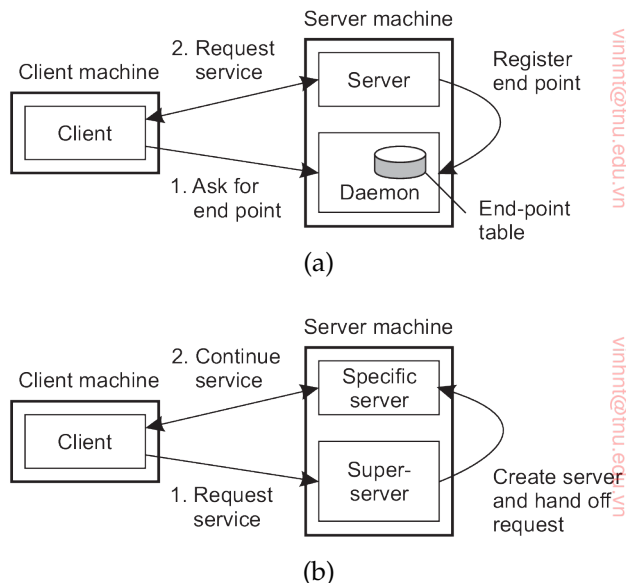 Server machine
2. Request
service
Client machine
Server
Register
end point
Client
1. Ask for
end point
Daemon
End-point
table
(a)
Server machine
2. Continue
service
Client machine
Specific
server
Client
Super-
server
1. Request
service
Create server
and hand off
request
(b)
vinhnt@tnu.edu.vn
vinhnt@tnu.edu.vn